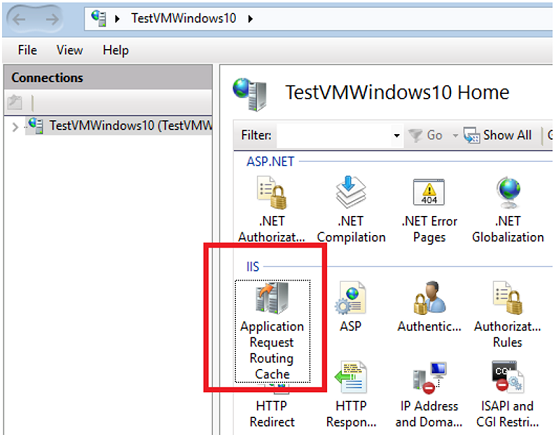 TestVMWindows10
File View Help
Connections
TestVMWindows10 (TestVMW
TestVMWindows10 Home
Filter: Go Show All
ASP.NET
.NET Authorizat...
.NET Compilation
.NET Error Pages
.NET Globalization
404
IIS
Application Request Routing Cache
ASP
Authentic...
Authorizat... Rules
HTTP Redirect
HTTP Respon...
IP Address and Doma...
ISAPI and CGI Restri...
CGI